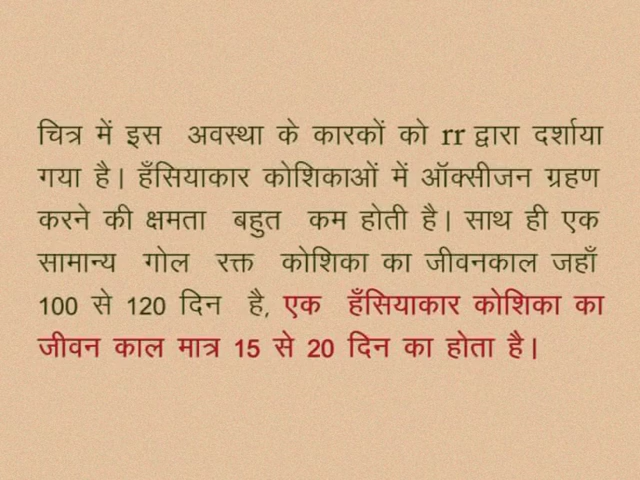 चित्र में इस अवस्था के कारकों को rr द्वारा दर्शाया
गया है। हँसियाकार कोशिकाओं में ऑक्सीजन ग्रहण
करने की क्षमता बहुत कम होती है। साथ ही एक
सामान्य गोल रक्त कोशिका का जीवनकाल जहाँ
100 से 120 दिन है, एक हँसियाकार कोशिका का
जीवन काल मात्र 15 से 20 दिन का होता है।